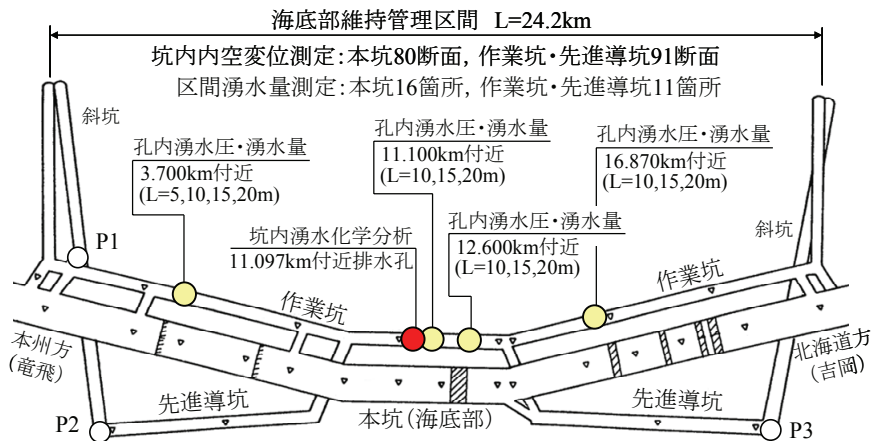 海底部維持管理区間 L=24.2km
坑内内空変位測定:本坑80断面, 作業坑・先進導坑91断面
区間湧水量測定:本坑16箇所, 作業坑・先進導坑11箇所
斜坑
孔内湧水圧・湧水量
3.700km付近
(L=5,10,15,20m)
孔内湧水圧・湧水量
11.100km付近
(L=10,15,20m)
孔内湧水圧・湧水量
16.870km付近
(L=10,15,20m)
坑内湧水化学分析
11.097km付近排水孔
孔内湧水圧・湧水量
12.600km付近
(L=10,15,20m)
斜坑
P1
作業坑
作業坑
本州方
(竜飛)
北海道方
(吉岡)
先進導坑
先進導坑
本坑(海底部)
P2
P3